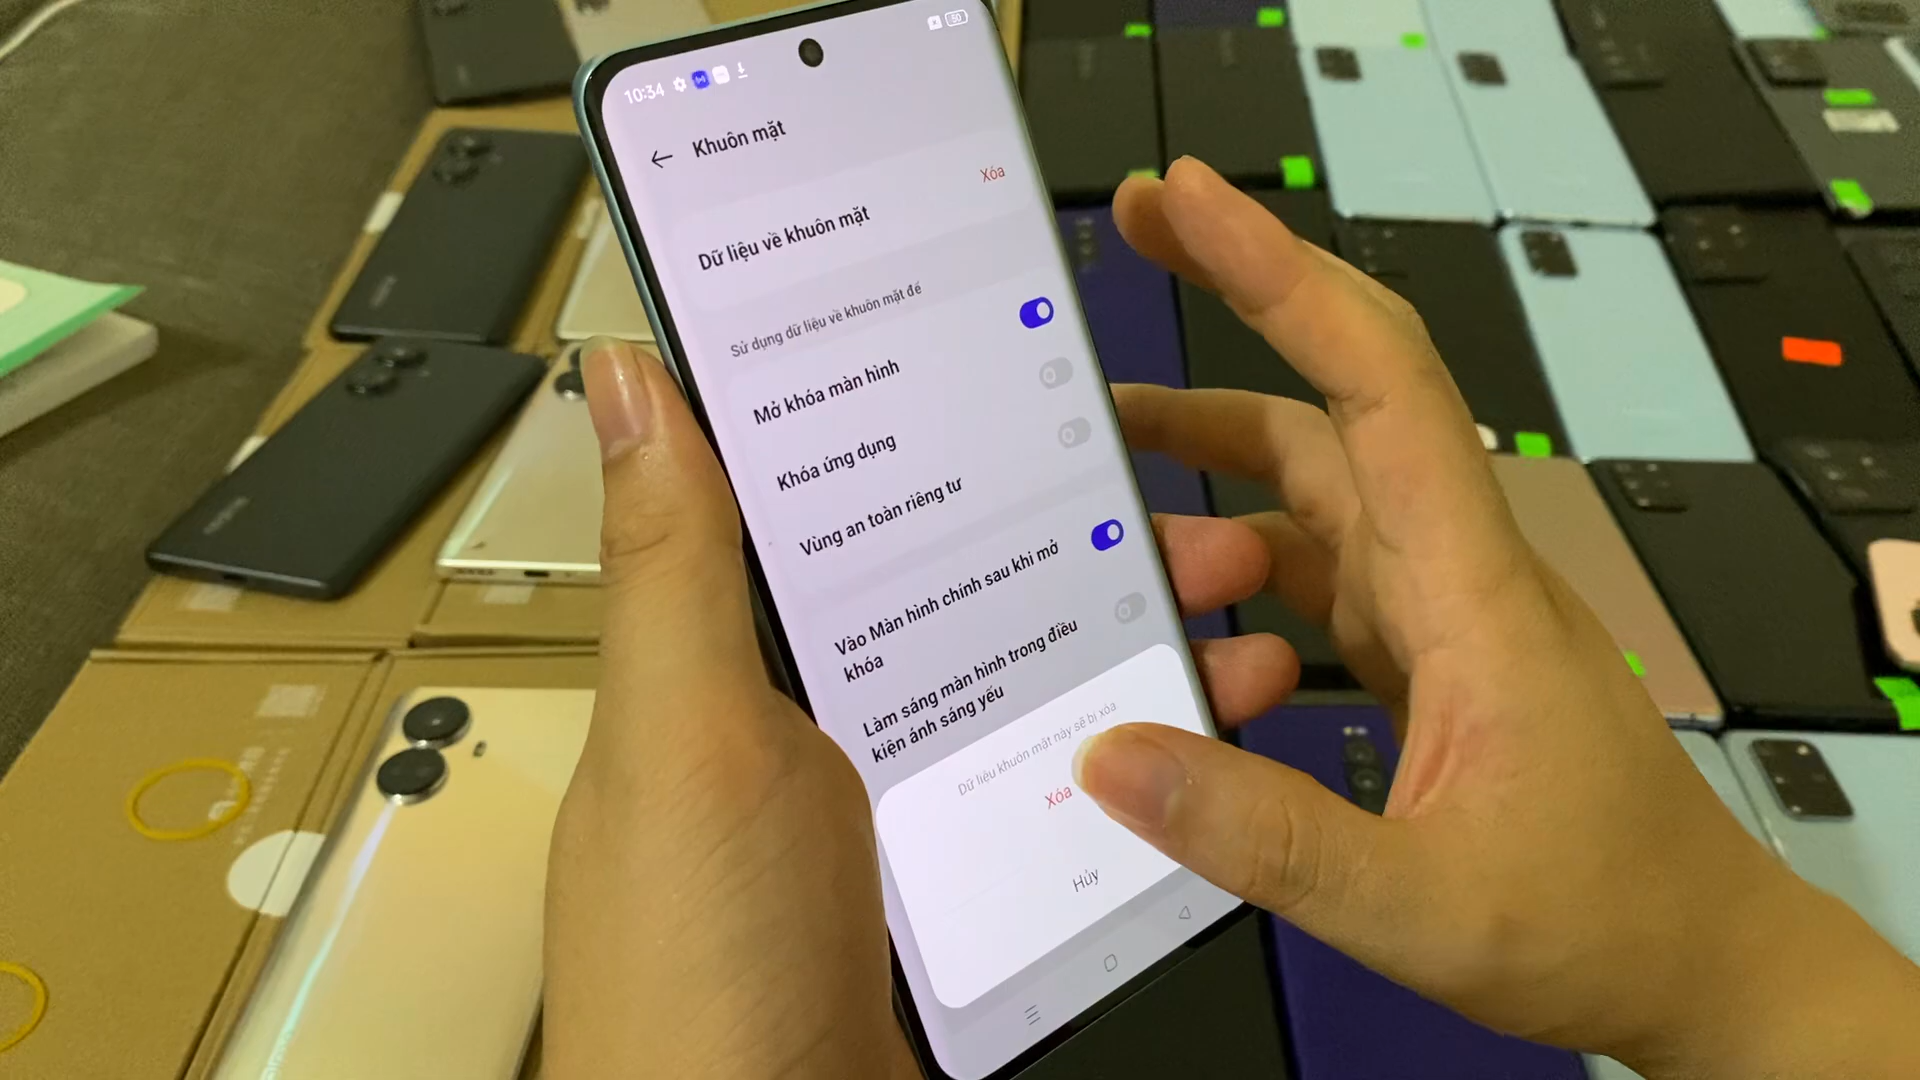 10:34
50
Khuôn mặt
Dữ liệu về khuôn mặt
Xóa
Sử dụng dữ liệu về khuôn mặt để
Mở khóa màn hình
Khóa ứng dụng
Vùng an toàn riêng tư
Vào Màn hình chính sau khi mở
khóa
Làm sáng màn hình trong điều
kiện ánh sáng yếu
Dữ liệu khuôn mặt này sẽ bị xóa
Xóa
Hủy